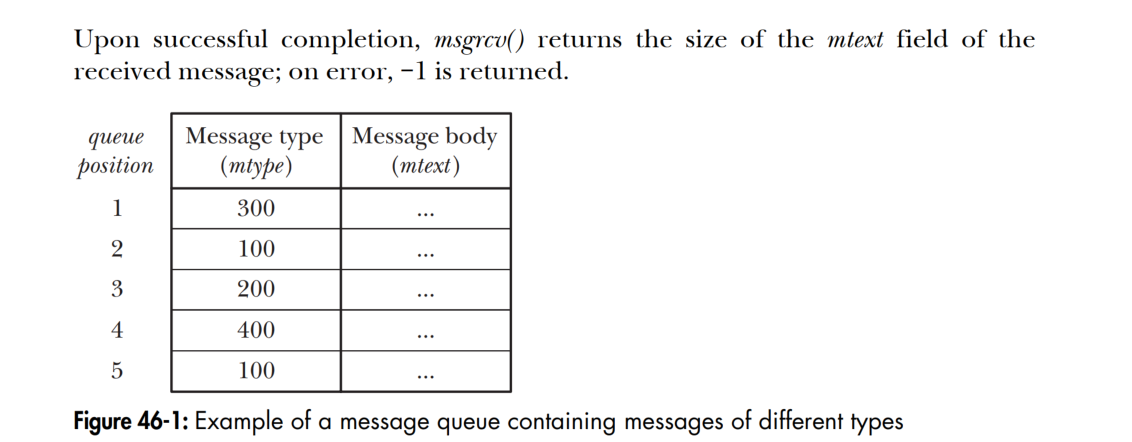 Upon successful completion, msgrcv() returns the size of the mtext field of the
received message; on error, −1 is returned.
queue position Message type (mtype) Message body (mtext)
1 300 ...
2 100 ...
3 200 ...
4 400 ...
5 100 ...
Figure 46-1: Example of a message queue containing messages of different types